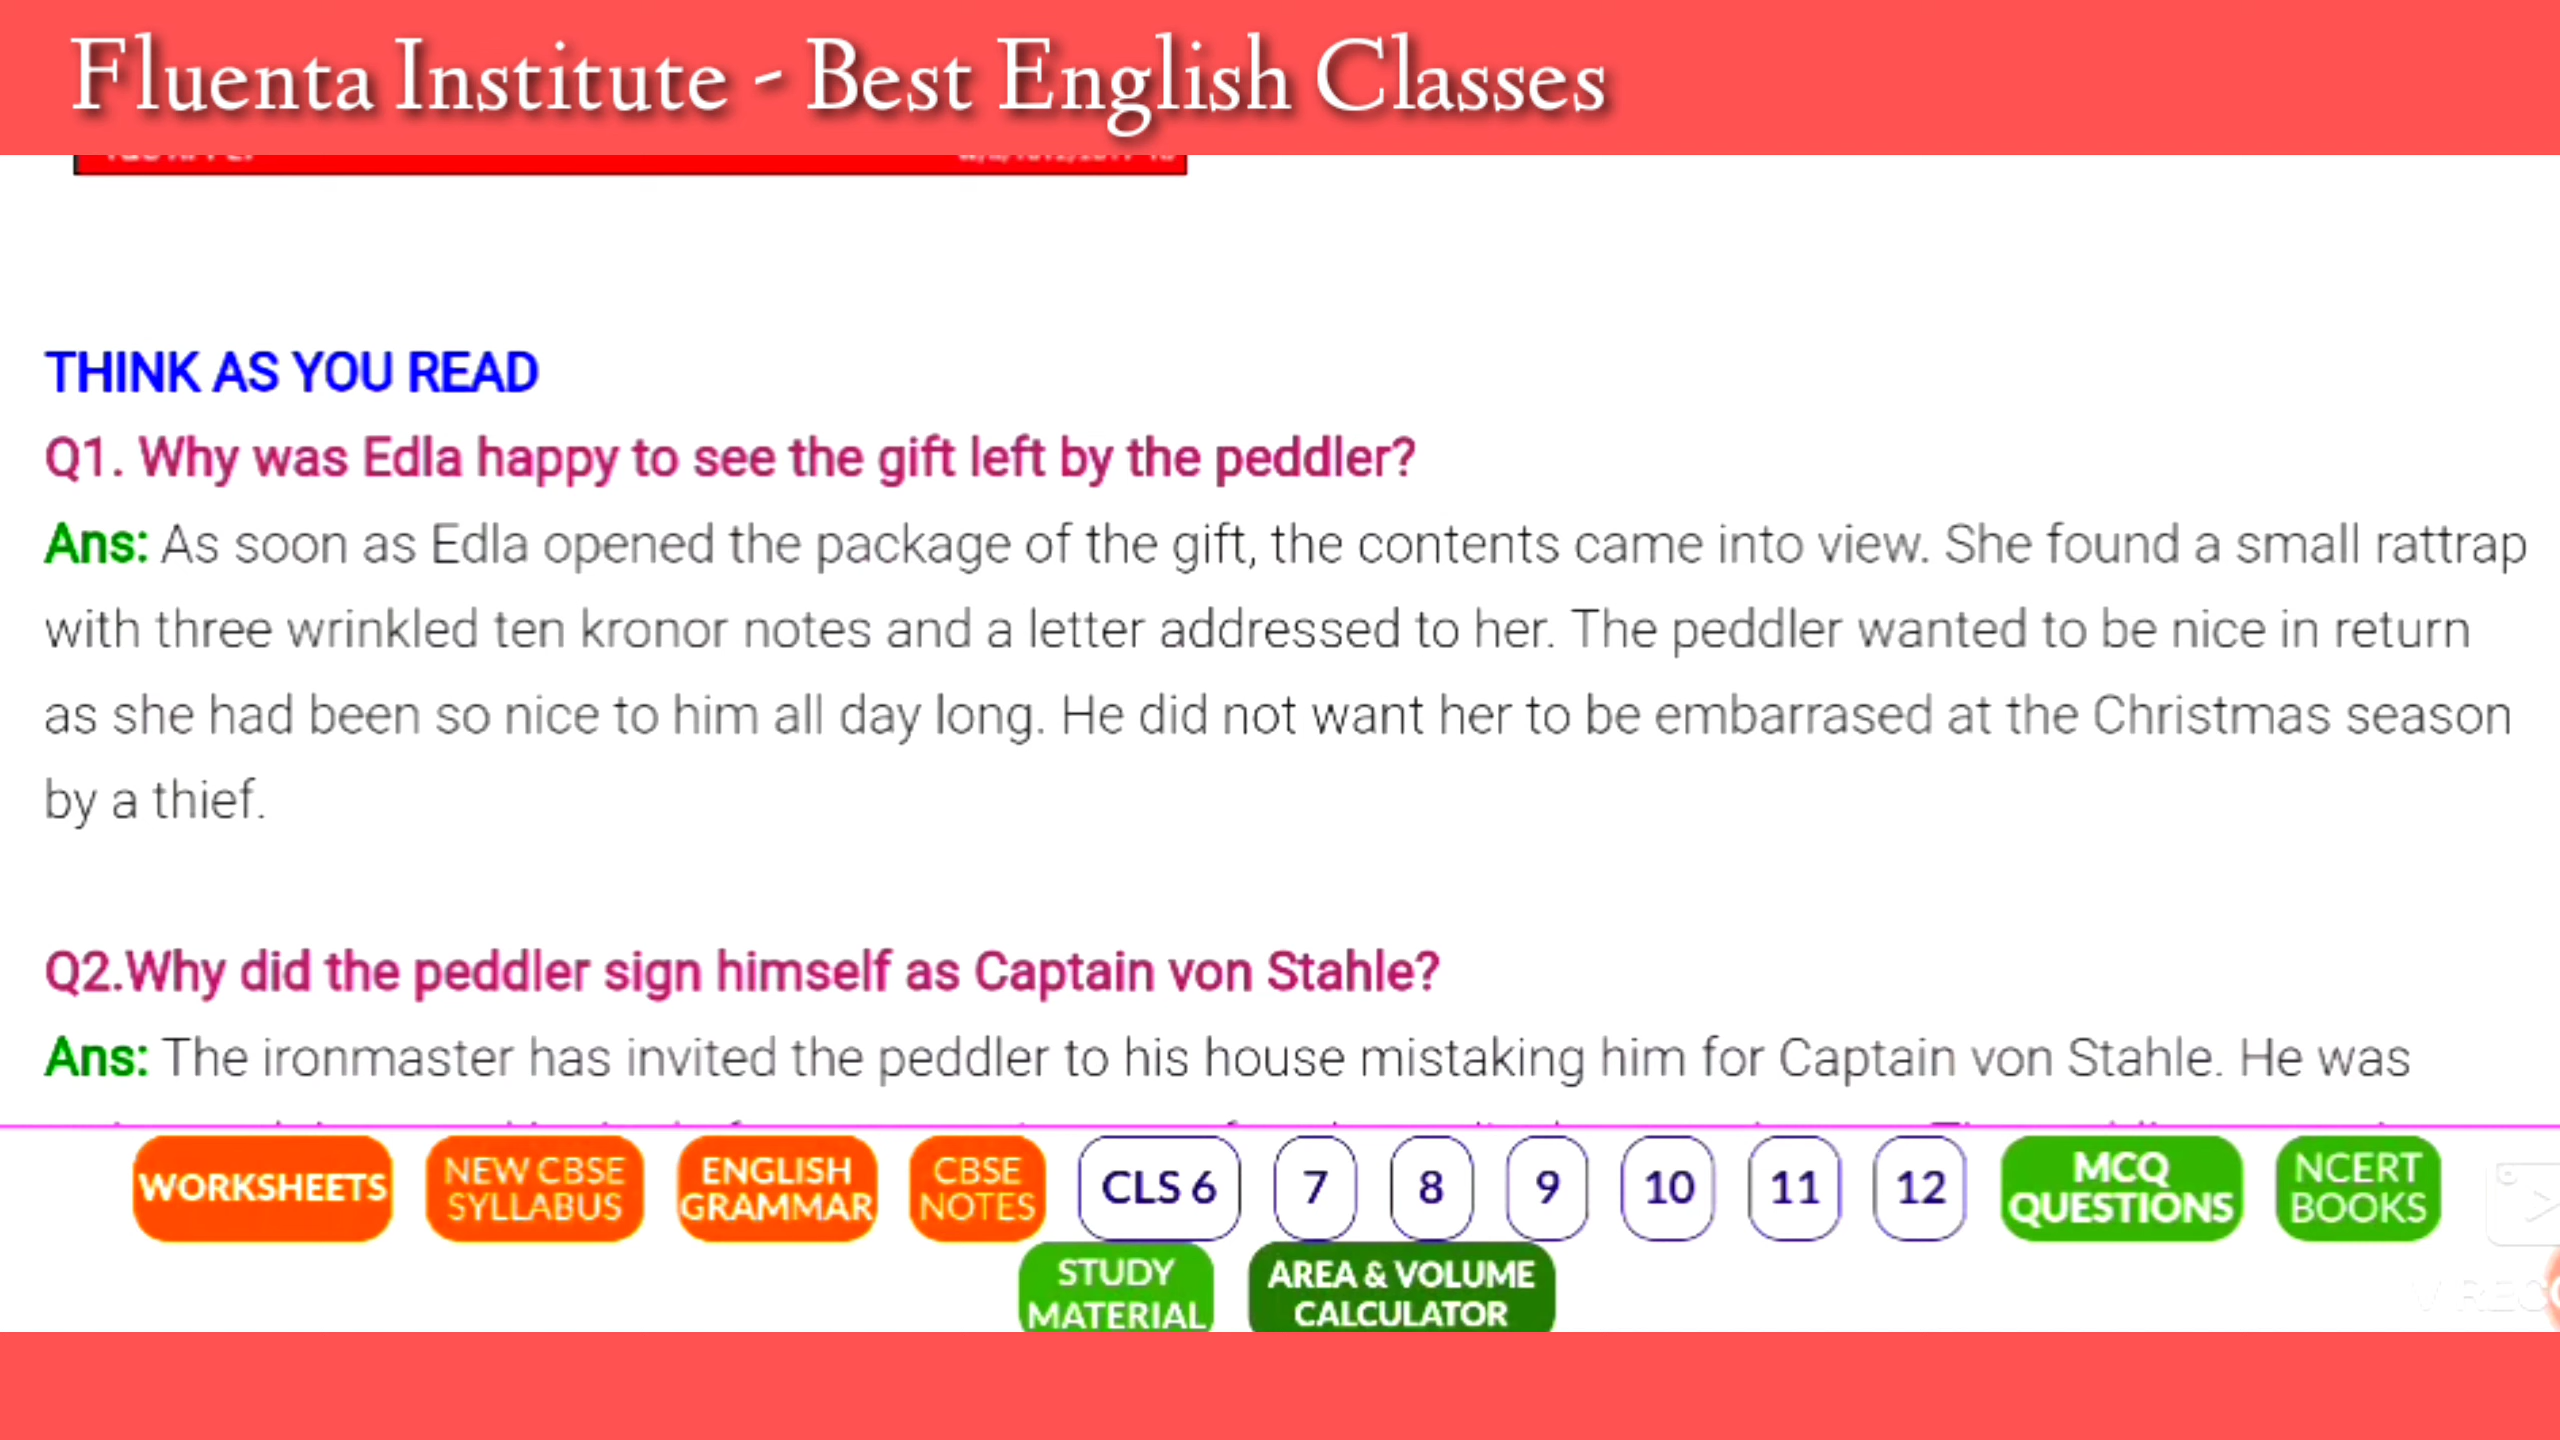 Fluenta Institute - Best English Classes
THINK AS YOU READ
Q1. Why was Edla happy to see the gift left by the peddler?
Ans: As soon as Edla opened the package of the gift, the contents came into view. She found a small rattrap
with three wrinkled ten kronor notes and a letter addressed to her. The peddler wanted to be nice in return
as she had been so nice to him all day long. He did not want her to be embarrased at the Christmas season
by a thief.
Q2.Why did the peddler sign himself as Captain von Stahle?
Ans: The ironmaster has invited the peddler to his house mistaking him for Captain von Stahle. He was
WORKSHEETS
NEW CBSE
SYLLABUS
ENGLISH
GRAMMAR
CBSE
NOTES
CLS 6
7
8
9
10
11
12
MCQ
QUESTIONS
NCERT
BOOKS
STUDY
MATERIAL
AREA & VOLUME
CALCULATOR